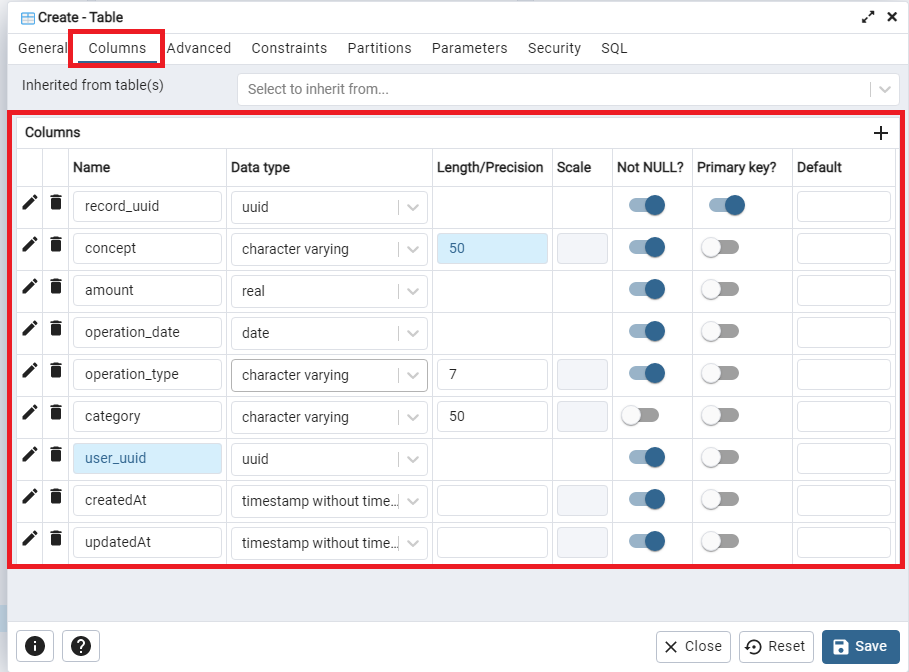 Create - Table
General Columns Advanced Constraints Partitions Parameters Security SQL
Inherited from table(s) Select to inherit from...
Columns
Name Data type Length/Precision Scale Not NULL? Primary key? Default
record_uuid uuid
concept character varying 50
amount real
operation_date date
operation_type character varying 7
category character varying 50
user_uuid uuid
createdAt timestamp without time...
updatedAt timestamp without time...
Close Reset Save